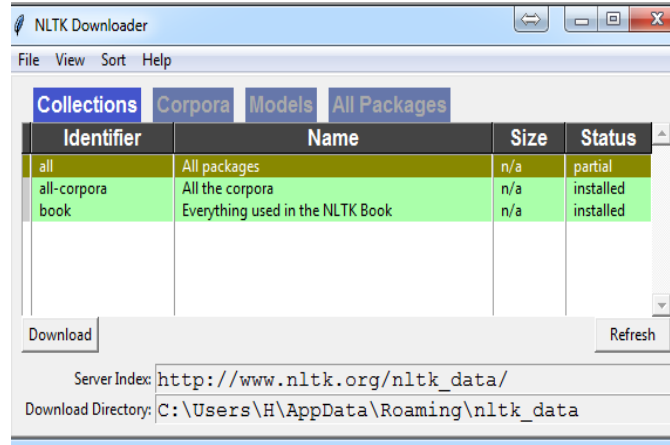 NLTK Downloader
File View Sort Help
Collections Corpora Models All Packages
Identifier Name Size Status
all All packages n/a partial
all-corpora All the corpora n/a installed
book Everything used in the NLTK Book n/a installed
Download Refresh
Server Index: http://www.nltk.org/nltk_data/
Download Directory: C:\Users\H\AppData\Roaming\nltk_data